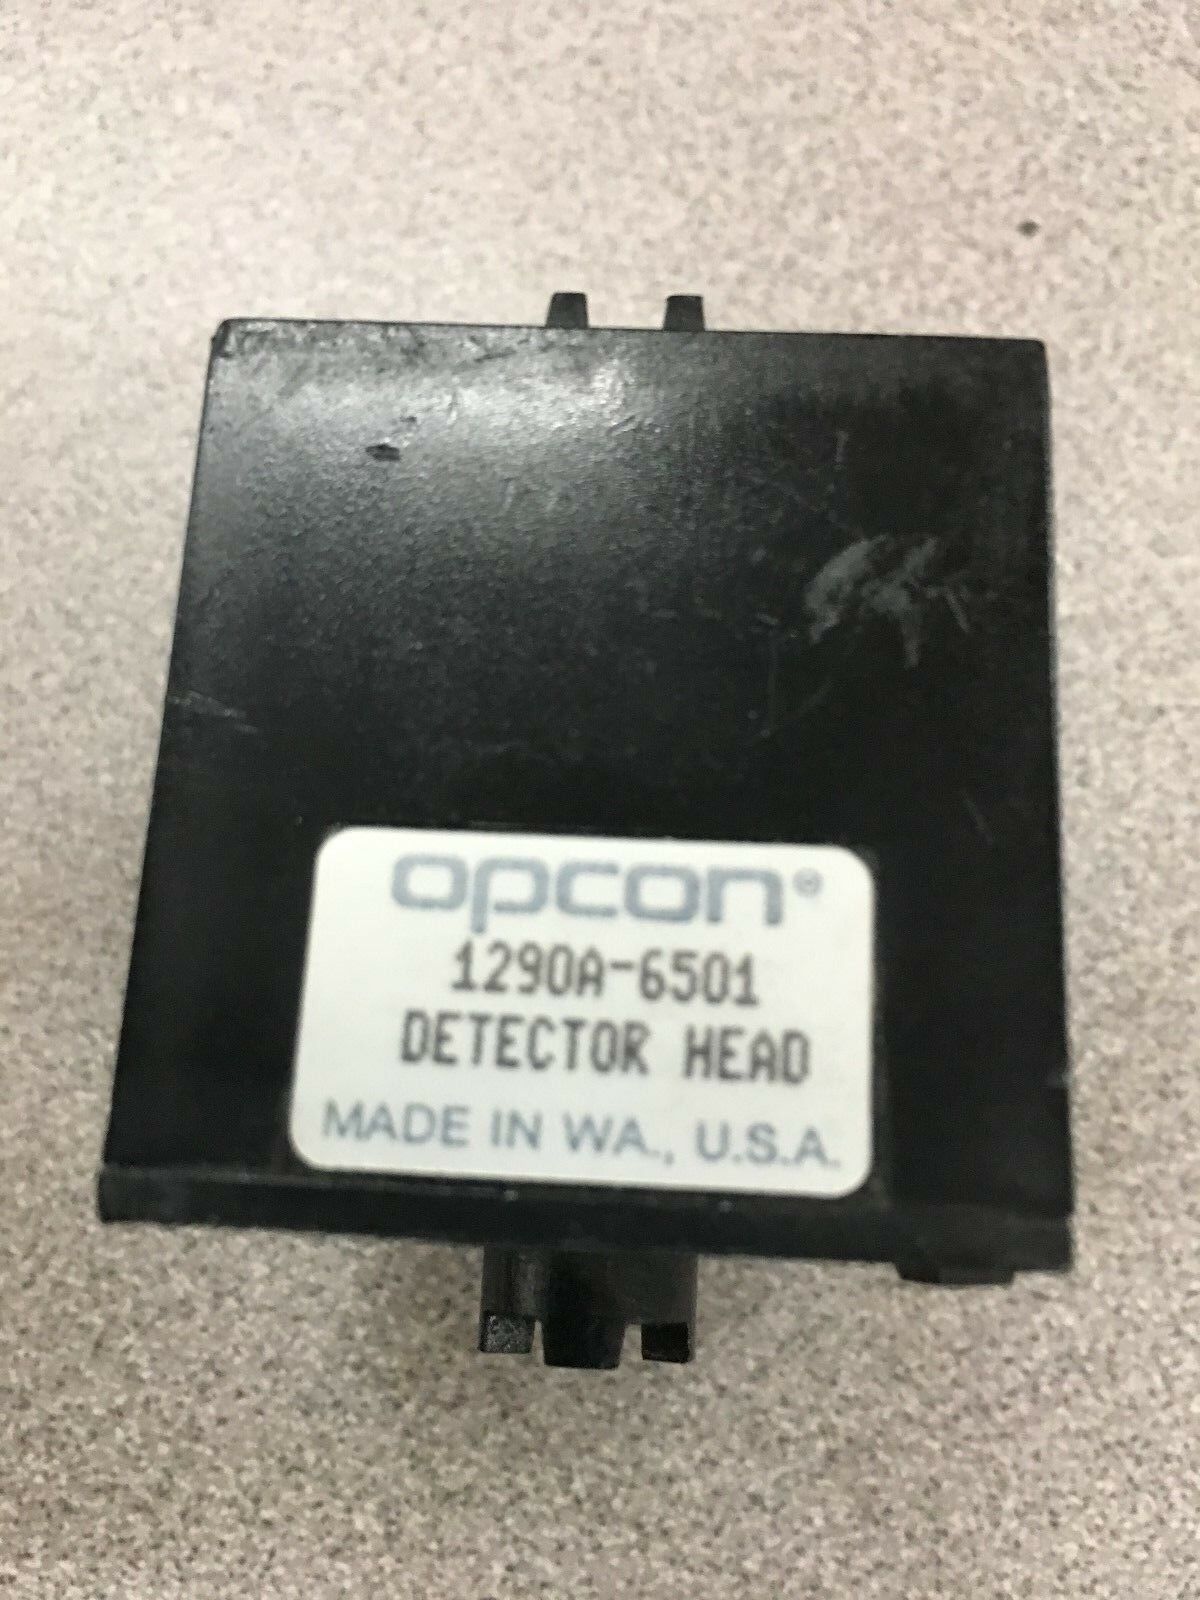 opcon®
1290A-6501
DETECTOR HEAD
MADE IN WA., U.S.A.